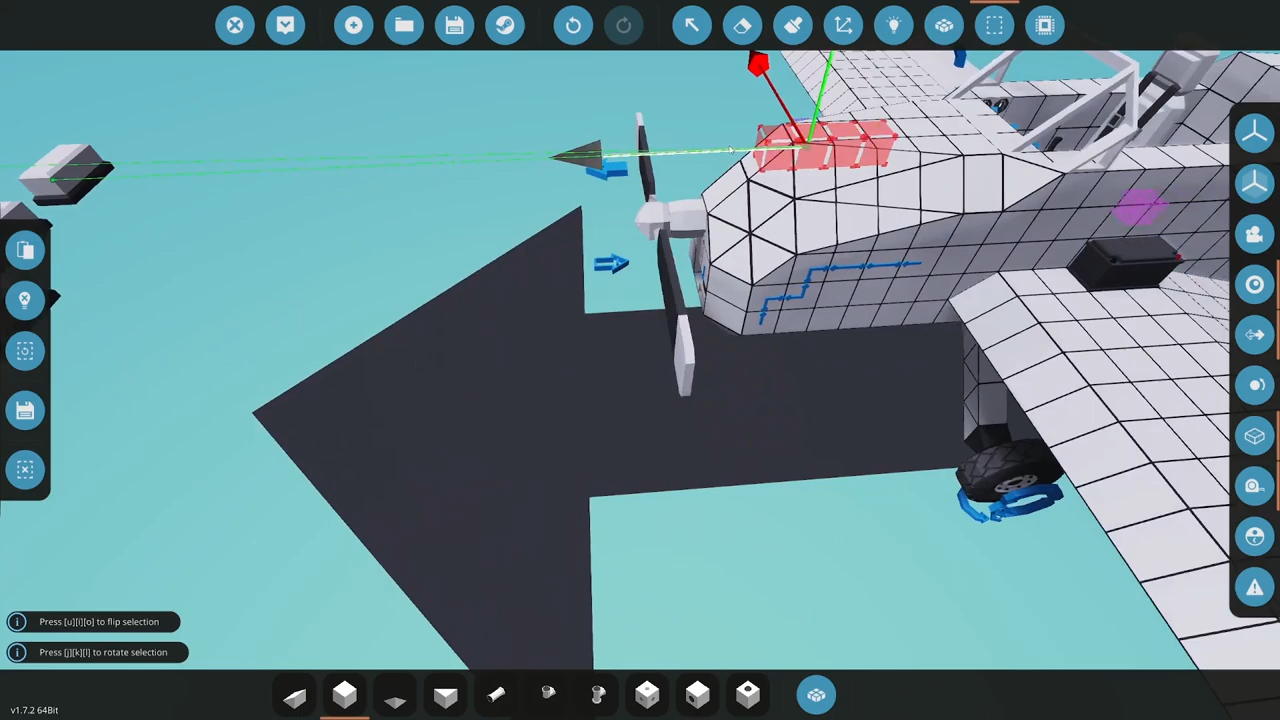 Press [u][i][o] to flip selection
Press [j][k][l] to rotate selection
v1.7.2 64Bit